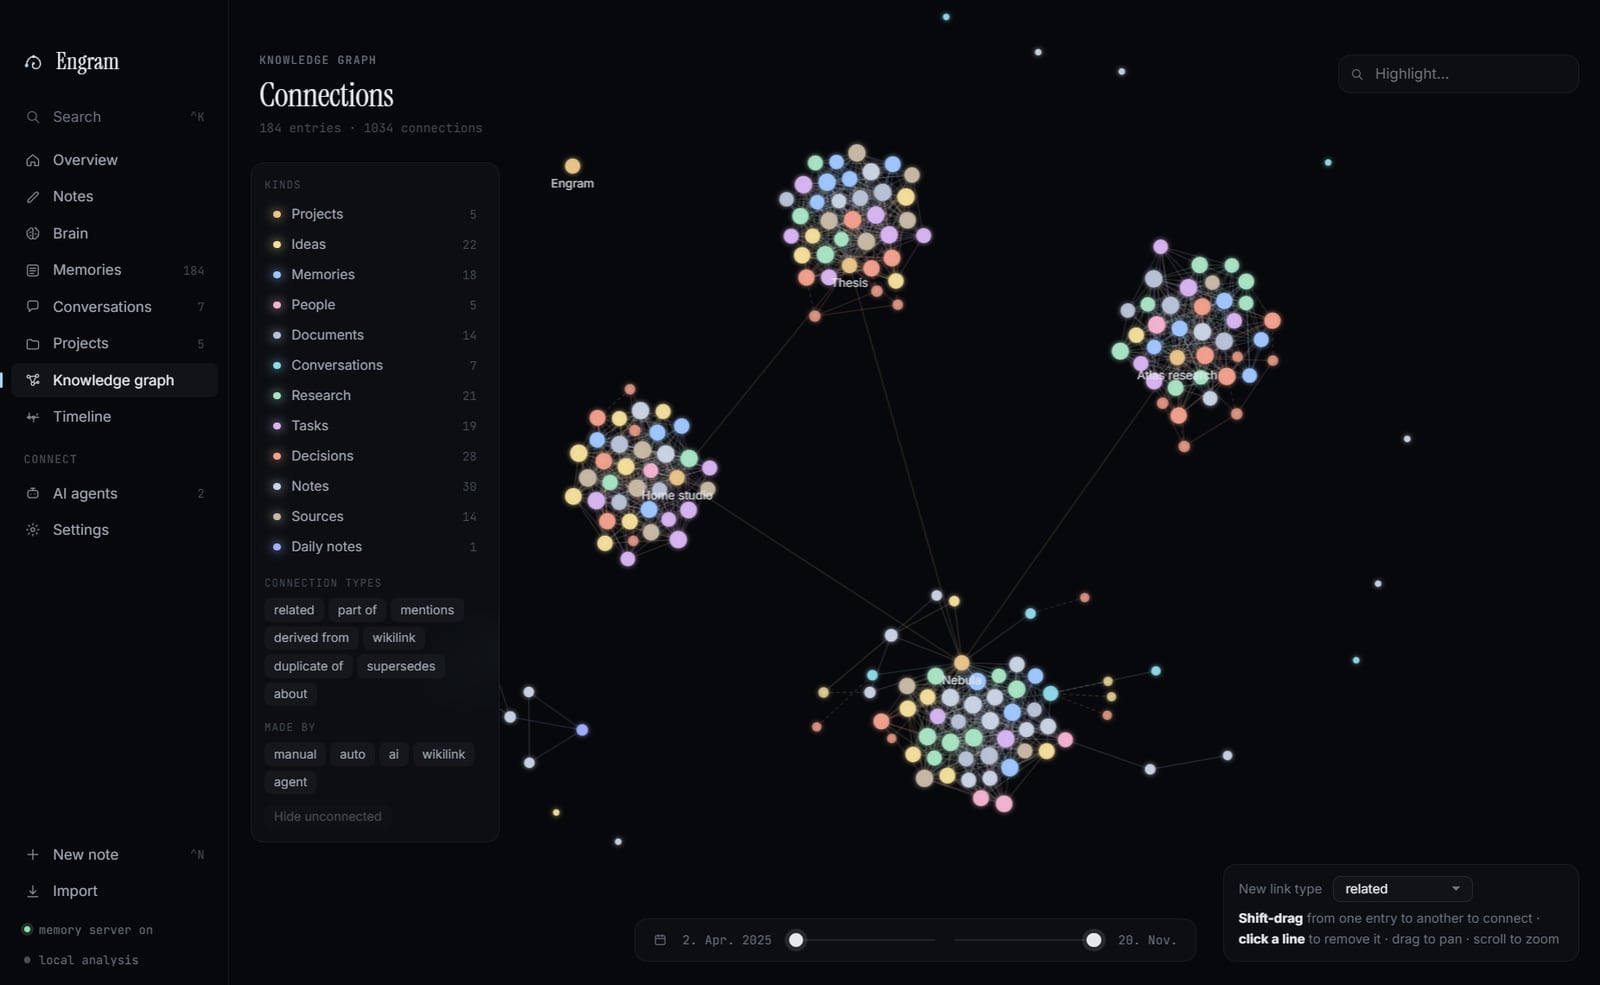 Engram
Search ^K
Overview
Notes
Brain
Memories 184
Conversations 7
Projects 5
Knowledge graph
Timeline
CONNECT
AI agents 2
Settings
New note ^N
Import
memory server on
local analysis
KNOWLEDGE GRAPH
Connections
184 entries · 1034 connections
KINDS
Projects 5
Ideas 22
Memories 18
People 5
Documents 14
Conversations 7
Research 21
Tasks 19
Decisions 28
Notes 30
Sources 14
Daily notes 1
CONNECTION TYPES
related part of mentions
derived from wikilink
duplicate of supersedes
about
MADE BY
manual auto ai wikilink
agent
Hide unconnected
Highlight...
Engram
Thesis
Atlas research
Home studio
Nebula
2. Apr. 2025 20. Nov.
New link type related
Shift-drag from one entry to another to connect ·
click a line to remove it · drag to pan · scroll to zoom